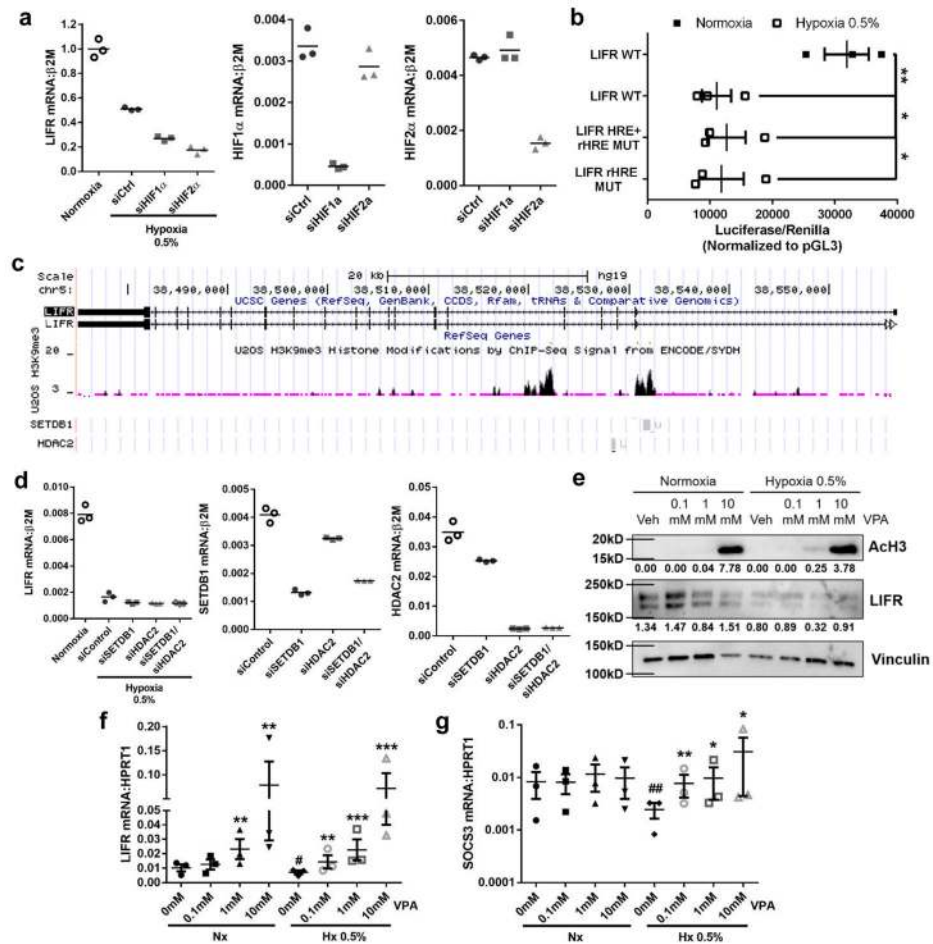 a
LIFR mRNA:β2M
1.4
1.2
1.0
0.8
0.6
0.4
0.2
0.0
Normoxia
siCtrl
siHIF1α
siHIF2α
Hypoxia
0.5%
HIF1α mRNA:β2M
0.004
0.003
0.002
0.001
0.000
siCtrl
siHIF1a
siHIF2a
HIF2α mRNA:β2M
0.006
0.004
0.002
0.000
siCtrl
siHIF1a
siHIF2a
b
Normoxia
Hypoxia 0.5%
LIFR WT
LIFR WT
LIFR HRE+
rHRE MUT
LIFR rHRE
MUT
**
*
*
0
10000
20000
30000
40000
Luciferase/Renilla
(Normalized to pGL3)
c
Scale
20 kb
hg19
chr5:
38,490,000
38,500,000
38,510,000
38,520,000
38,530,000
38,540,000
38,550,000
UCSC Genes (RefSeq, GenBank, CCDS, Rfam, tRNAs & Comparative Genomics)
LIFR
LIFR
RefSeq Genes
U2OS H3K9me3 Histone Modifications by ChIP-Seq Signal from ENCODE/SYDH
U2OS H3K9me3
20
3
SETDB1
U
HDAC2
U
d
LIFR mRNA:β2M
0.010
0.008
0.006
0.004
0.002
0.000
Normoxia
siControl
siSETDB1
siHDAC2
siSETDB1/
siHDAC2
Hypoxia
0.5%
SETDB1 mRNA:β2M
0.005
0.004
0.003
0.002
0.001
0.000
siControl
siSETDB1
siHDAC2
siSETDB1/
siHDAC2
HDAC2 mRNA:β2M
0.05
0.04
0.03
0.02
0.01
0.00
siControl
siSETDB1
siHDAC2
siSETDB1/
siHDAC2
e
Normoxia Hypoxia 0.5%
0.1 1 10 0.1 1 10
Veh mM mM mM Veh mM mM mM VPA
20kD
15kD
AcH3
0.00 0.00 0.04 7.78 0.00 0.00 0.25 3.78
250kD
150kD
LIFR
1.34 1.47 0.84 1.51 0.80 0.89 0.32 0.91
150kD
100kD
Vinculin
f
LIFR mRNA:HPRT1
0.20
0.15
0.10
0.05
0.04
0.03
0.02
0.01
0.00
**
**
#
**
***
***
0mM
0.1mM
1mM
10mM
0mM
0.1mM
1mM
10mM
VPA
Nx
Hx 0.5%
g
SOCS3 mRNA:HPRT1
0.1
0.01
0.001
0.0001
##
**
*
*
0mM
0.1mM
1mM
10mM
0mM
0.1mM
1mM
10mM
VPA
Nx
Hx 0.5%